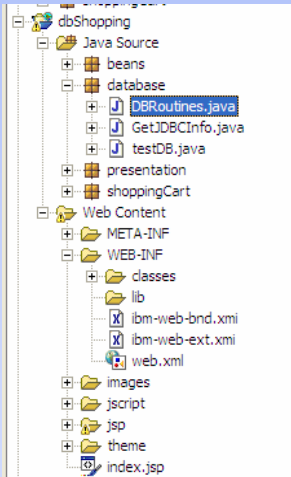 shoppingCart
dbShopping
Java Source
beans
database
DBRoutines.java
GetJDBCInfo.java
testDB.java
presentation
shoppingCart
Web Content
META-INF
WEB-INF
classes
lib
ibm-web-bnd.xmi
ibm-web-ext.xmi
web.xml
images
jscript
jsp
theme
index.jsp